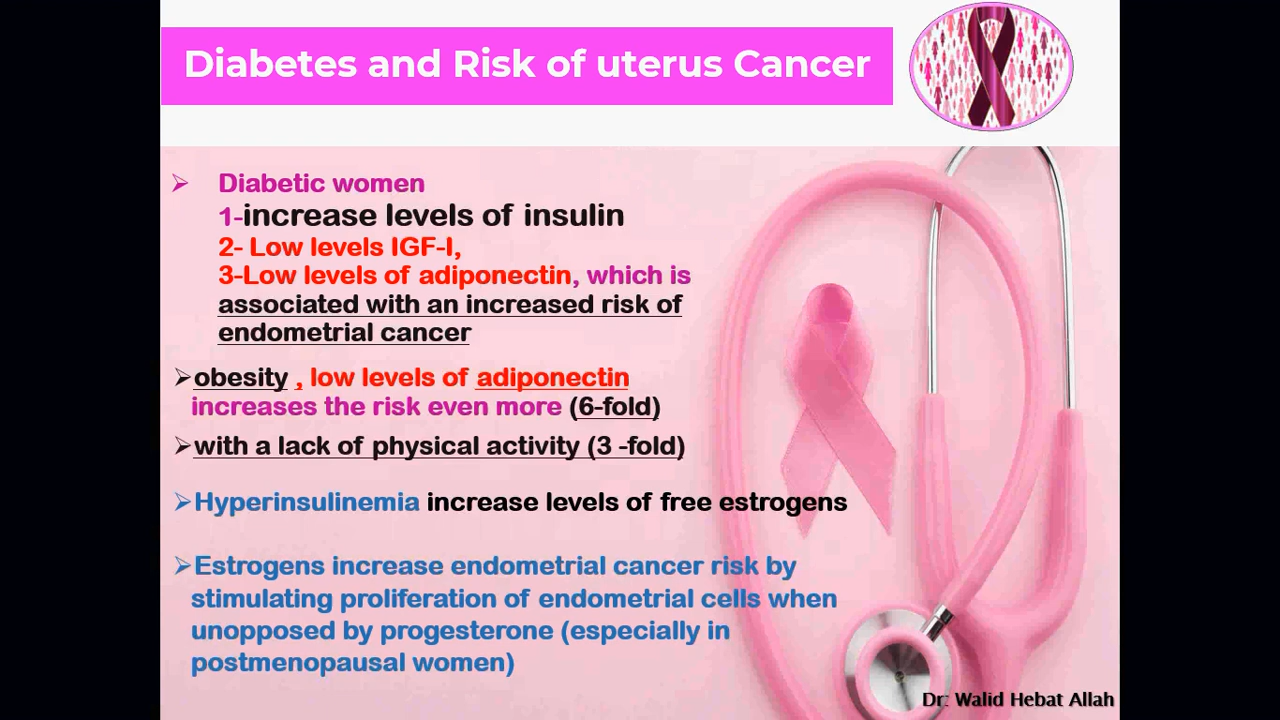 Diabetes and Risk of uterus Cancer
➢ Diabetic women
1-increase levels of insulin
2- Low levels IGF-I,
3-Low levels of adiponectin, which is
associated with an increased risk of
endometrial cancer
➢obesity , low levels of adiponectin
increases the risk even more (6-fold)
➢with a lack of physical activity (3 -fold)
➢Hyperinsulinemia increase levels of free estrogens
➢Estrogens increase endometrial cancer risk by
stimulating proliferation of endometrial cells when
unopposed by progesterone (especially in
postmenopausal women)
Dr: Walid Hebat Allah